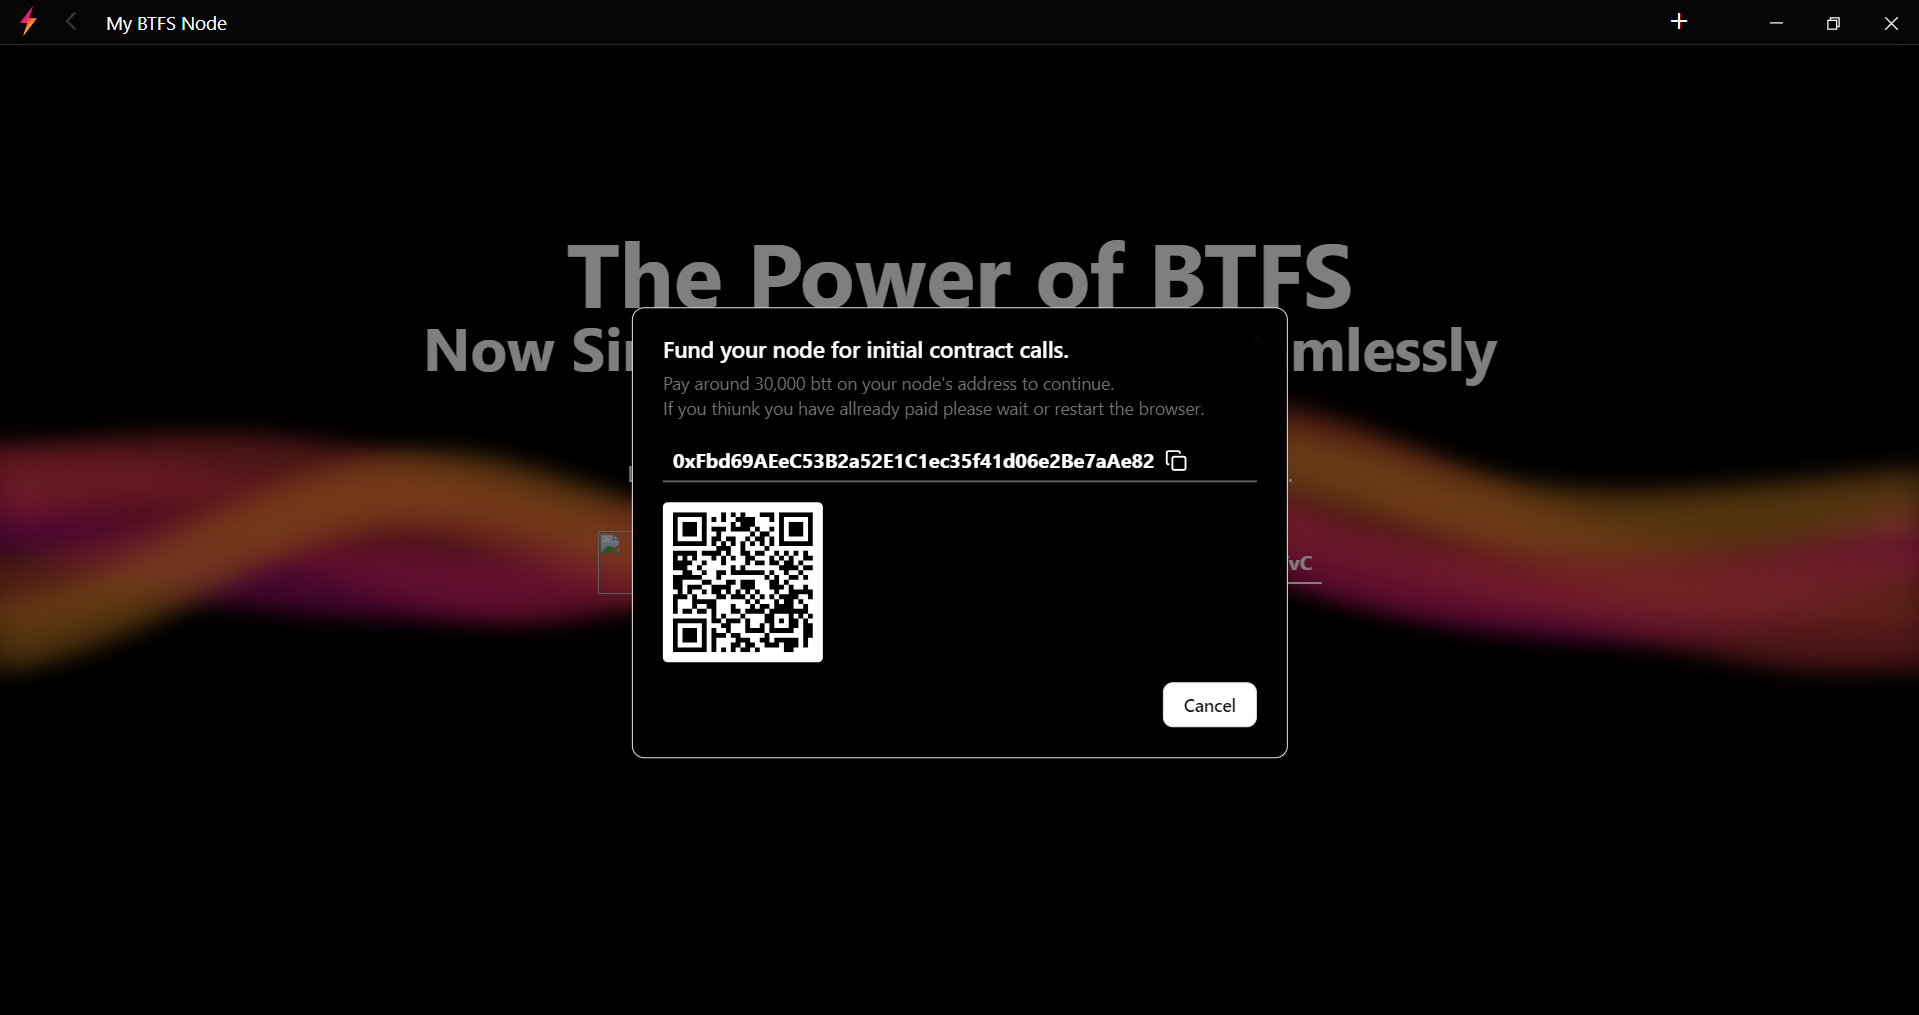 My BTFS Node
The Power of BTFS
Now mlessly
Fund your node for initial contract calls.
Pay around 30,000 btt on your node's address to continue.
If you thiunk you have allready paid please wait or restart the browser.
0xFbd69AEeC53B2a52E1C1ec35f41d06e2Be7aAe82
vC
Cancel